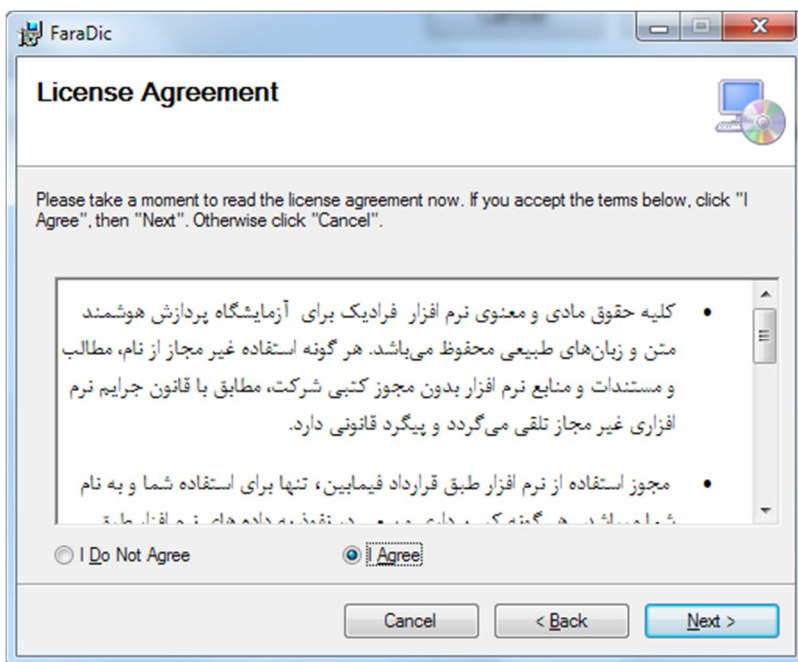 FaraDic
License Agreement
Please take a moment to read the license agreement now. If you accept the terms below, click "I
Agree", then "Next". Otherwise click "Cancel".
• کلیه حقوق مادی و معنوی نرم افزار فرادیک برای آزمایشگاه پردازش هوشمند
متن و زبان‌های طبیعی محفوظ می‌باشد. هر گونه استفاده غیر مجاز از نام، مطالب
و مستندات و منابع نرم افزار بدون مجوز کتبی شرکت، مطابق با قانون جرایم نرم
افزاری غیر مجاز تلقی می‌گردد و پیگرد قانونی دارد.
• مجوز استفاده از نرم افزار طبق قرارداد فیمابین، تنها برای استفاده شما و به نام
I Do Not Agree
I Agree
Cancel
< Back
Next >